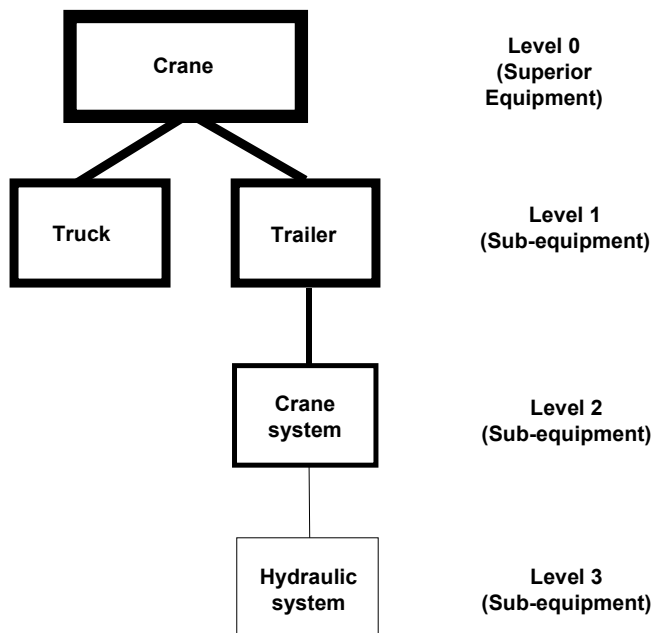 Crane
Level 0
(Superior
Equipment)
Truck
Trailer
Level 1
(Sub-equipment)
Crane
system
Level 2
(Sub-equipment)
Hydraulic
system
Level 3
(Sub-equipment)